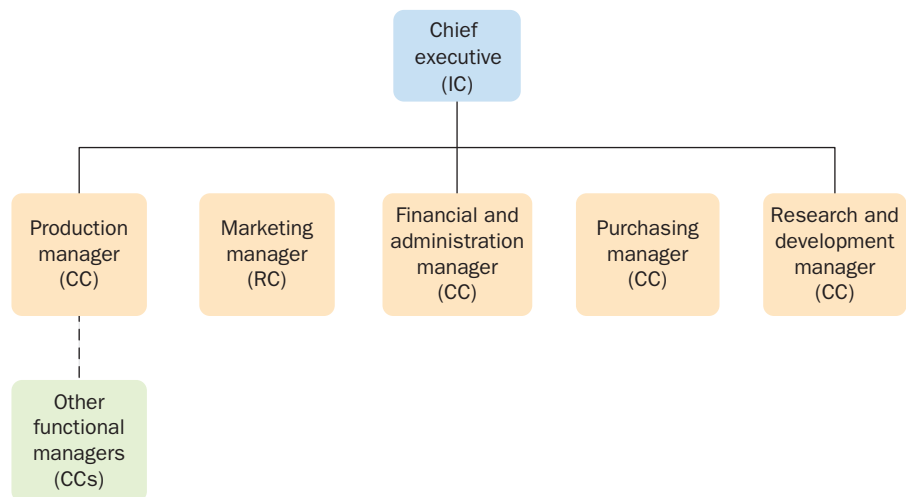 Chief
executive
(IC)
Production
manager
(CC)
Marketing
manager
(RC)
Financial and
administration
manager
(CC)
Purchasing
manager
(CC)
Research and
development
manager
(CC)
Other
functional
managers
(CCs)